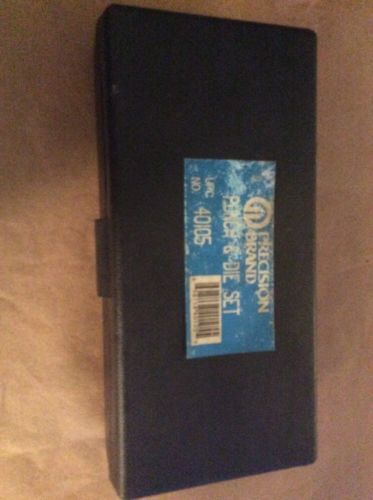 PRECISION
BRAND
PUNCH & DIE SET
UPC
NO. 40105